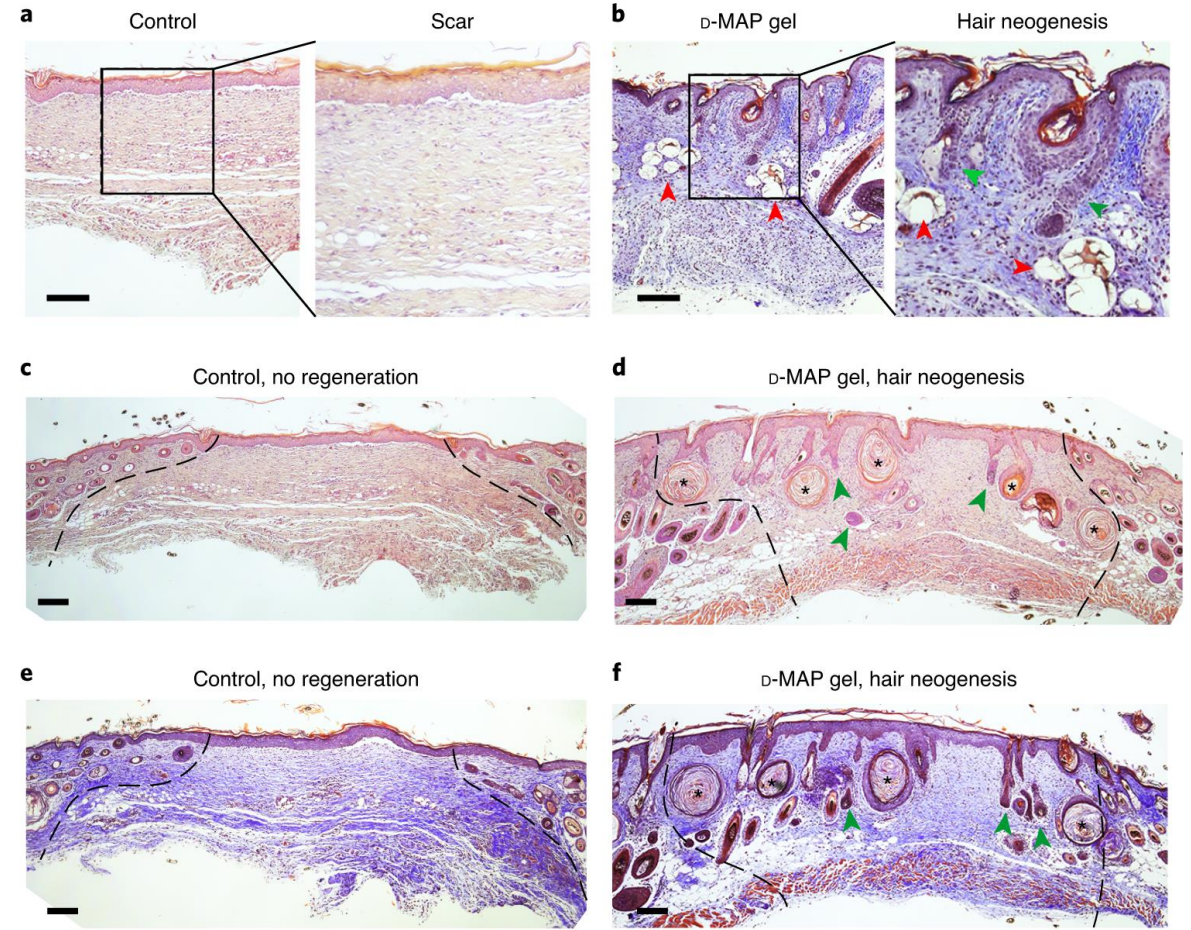 a
Control
Scar
b
D-MAP gel
Hair neogenesis
c
Control, no regeneration
d
D-MAP gel, hair neogenesis
*
*
*
*
*
e
Control, no regeneration
f
D-MAP gel, hair neogenesis
*
*
*
*